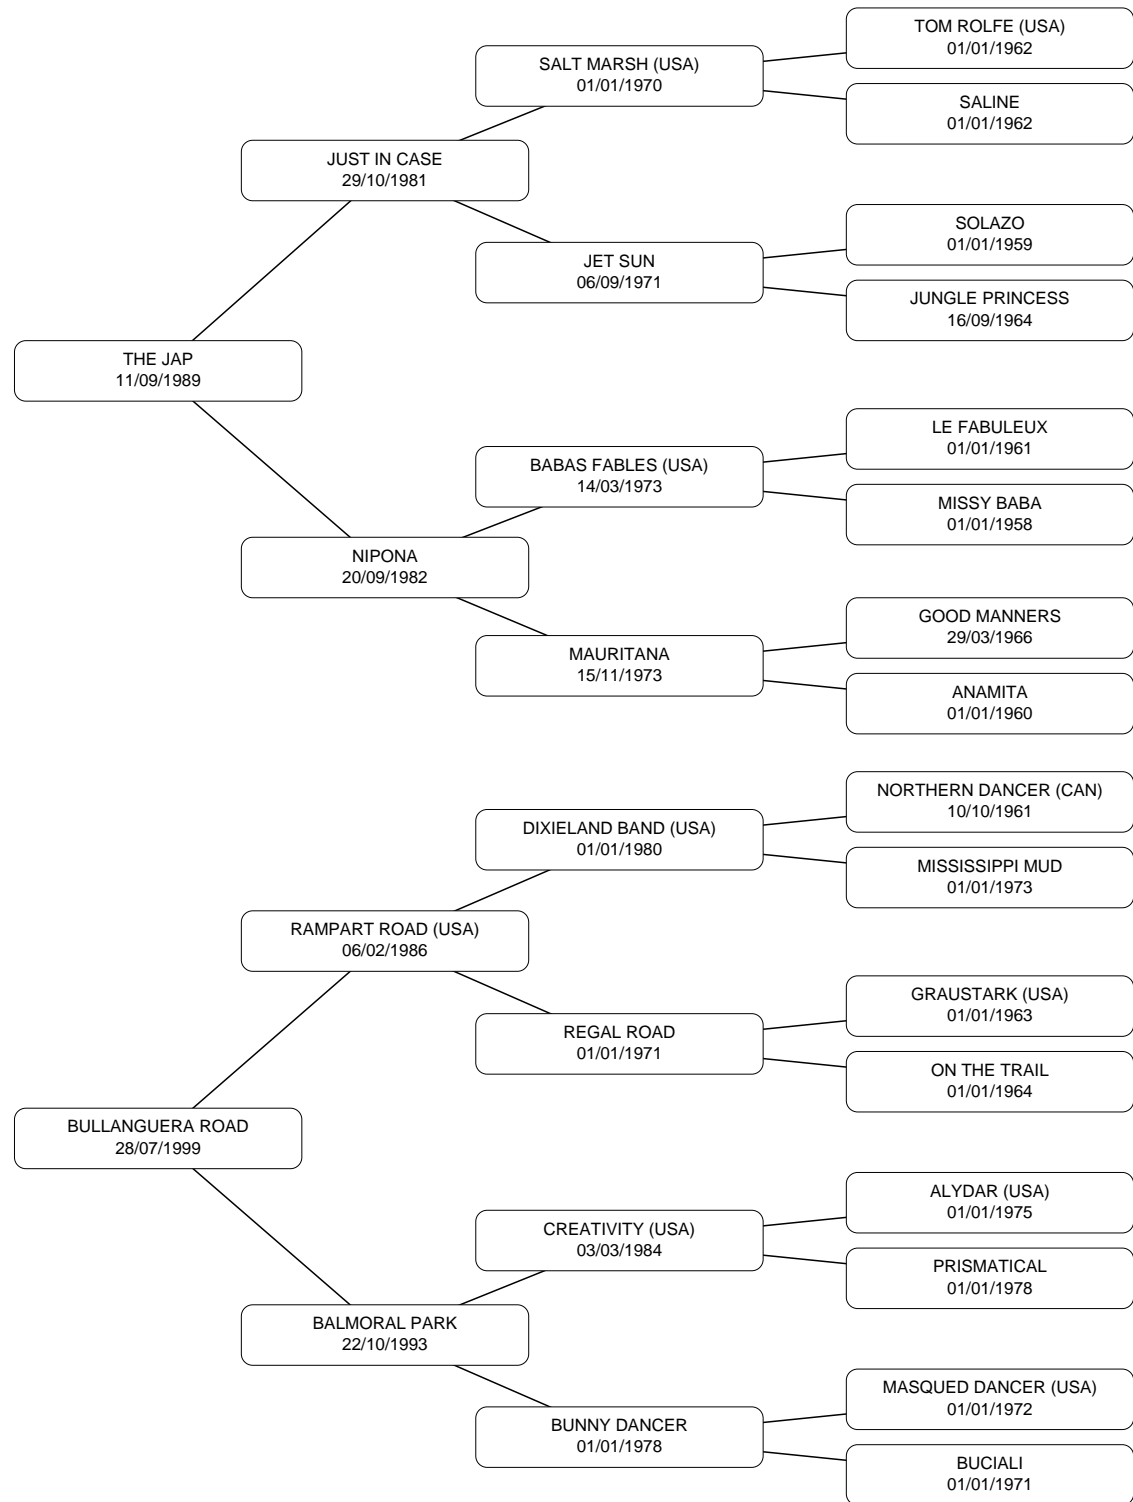 TOM ROLFE (USA)
01/01/1962
SALT MARSH (USA)
01/01/1970
SALINE
01/01/1962
JUST IN CASE
29/10/1981
SOLAZO
01/01/1959
JET SUN
06/09/1971
JUNGLE PRINCESS
16/09/1964
THE JAP
11/09/1989
LE FABULEUX
01/01/1961
BABAS FABLES (USA)
14/03/1973
MISSY BABA
01/01/1958
NIPONA
20/09/1982
GOOD MANNERS
29/03/1966
MAURITANA
15/11/1973
ANAMITA
01/01/1960
NORTHERN DANCER (CAN)
10/10/1961
DIXIELAND BAND (USA)
01/01/1980
MISSISSIPPI MUD
01/01/1973
RAMPART ROAD (USA)
06/02/1986
GRAUSTARK (USA)
01/01/1963
REGAL ROAD
01/01/1971
ON THE TRAIL
01/01/1964
BULLANGUERA ROAD
28/07/1999
ALYDAR (USA)
01/01/1975
CREATIVITY (USA)
03/03/1984
PRISMATICAL
01/01/1978
BALMORAL PARK
22/10/1993
MASQUED DANCER (USA)
01/01/1972
BUNNY DANCER
01/01/1978
BUCIALI
01/01/1971